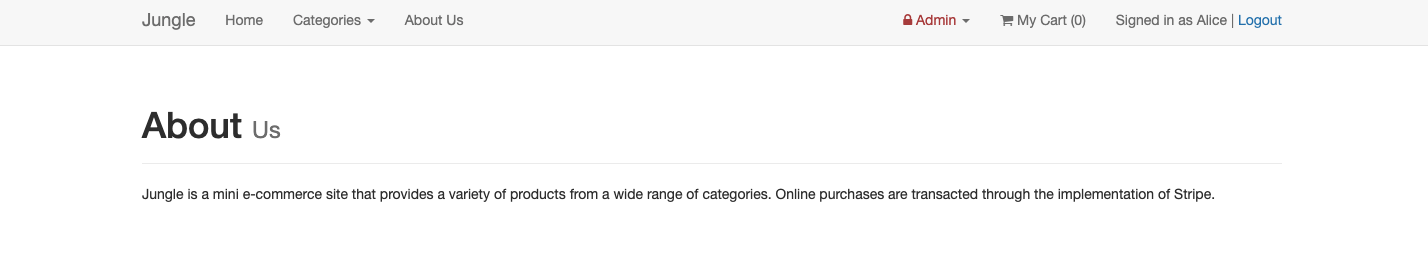 Jungle Home Categories About Us Admin My Cart (0) Signed in as Alice | Logout
About Us
Jungle is a mini e-commerce site that provides a variety of products from a wide range of categories. Online purchases are transacted through the implementation of Stripe.